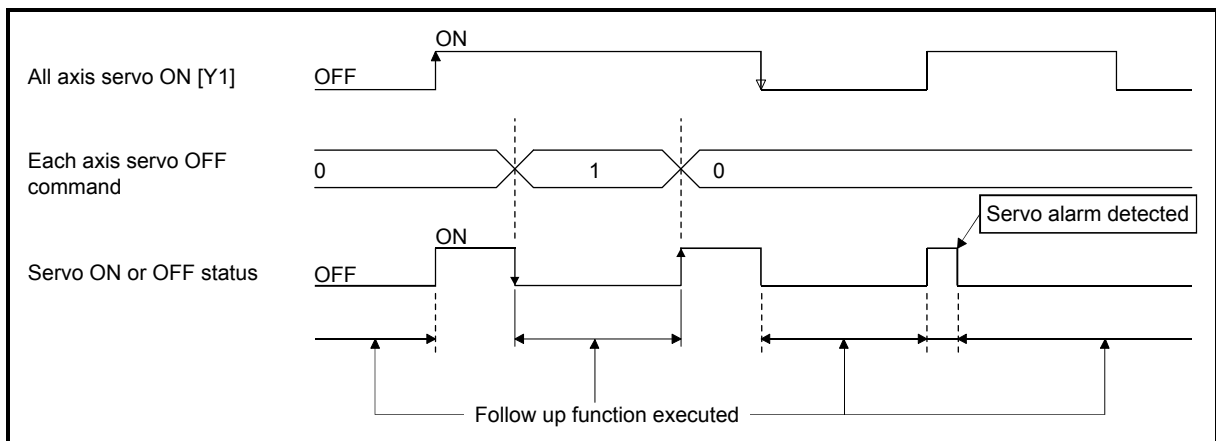 ON
All axis servo ON [Y1]
OFF
Each axis servo OFF
command
0
1
0
Servo alarm detected
ON
Servo ON or OFF status
OFF
Follow up function executed